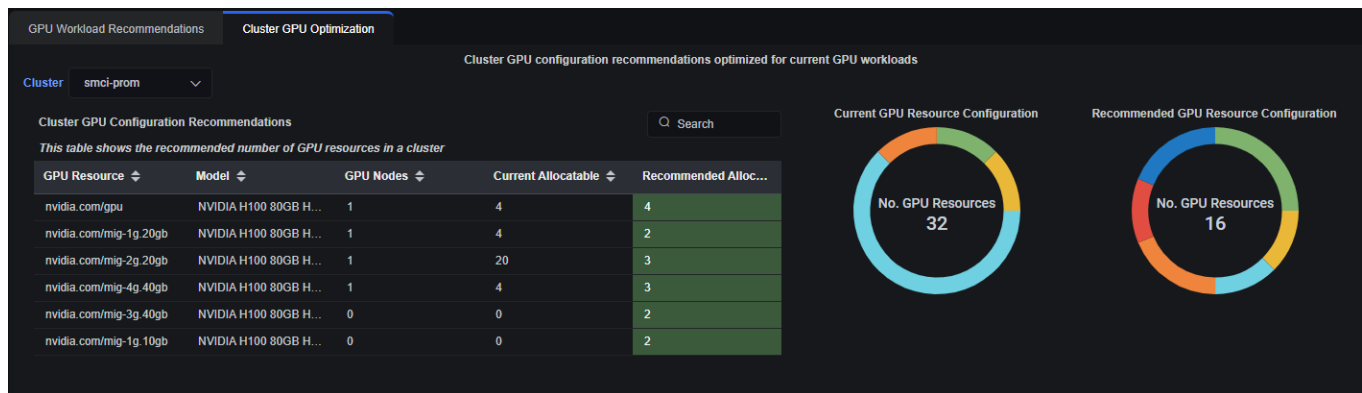 GPU Workload Recommendations Cluster GPU Optimization
Cluster GPU configuration recommendations optimized for current GPU workloads
Cluster smci-prom
Cluster GPU Configuration Recommendations Search
This table shows the recommended number of GPU resources in a cluster
GPU Resource Model GPU Nodes Current Allocatable Recommended Alloc...
nvidia.com/gpu NVIDIA H100 80GB H... 1 4 4
nvidia.com/mig-1g.20gb NVIDIA H100 80GB H... 1 4 2
nvidia.com/mig-2g.20gb NVIDIA H100 80GB H... 1 20 3
nvidia.com/mig-4g.40gb NVIDIA H100 80GB H... 1 4 3
nvidia.com/mig-3g.40gb NVIDIA H100 80GB H... 0 0 2
nvidia.com/mig-1g.10gb NVIDIA H100 80GB H... 0 0 2
Current GPU Resource Configuration
No. GPU Resources
32
Recommended GPU Resource Configuration
No. GPU Resources
16